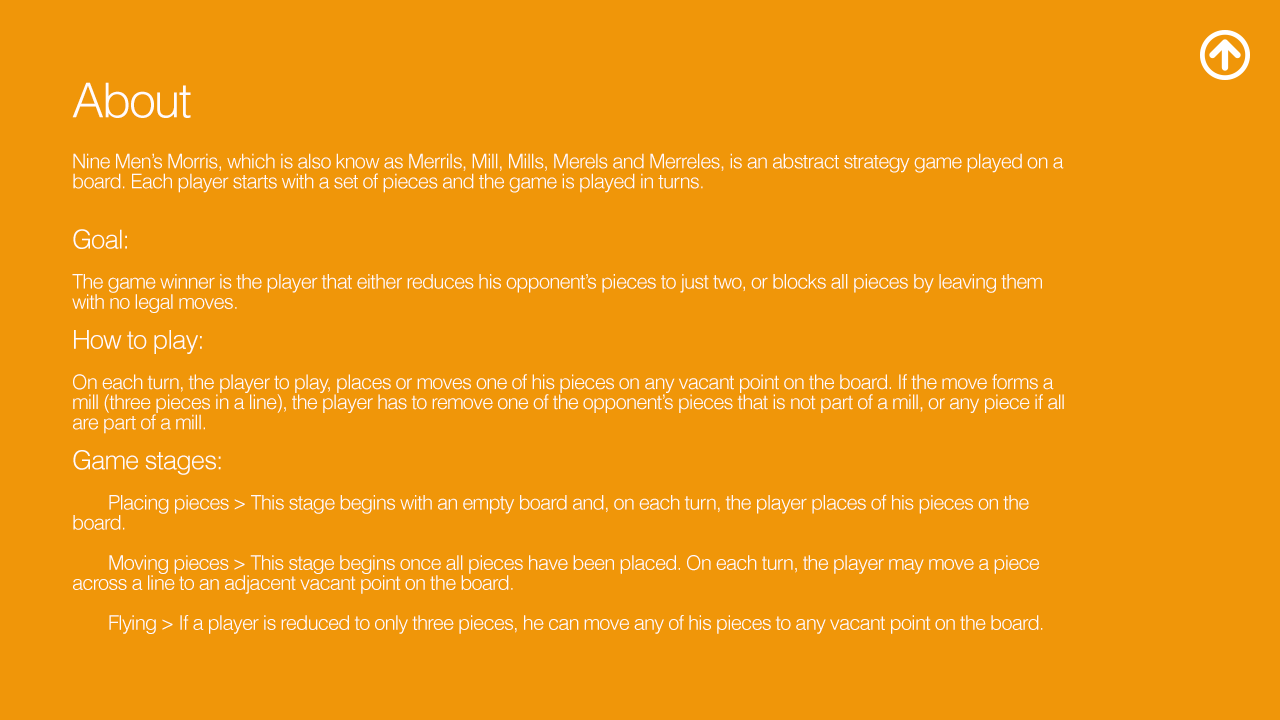 About
Nine Men's Morris, which is also know as Merrils, Mill, Mills, Merels and Merreles, is an abstract strategy game played on a
board. Each player starts with a set of pieces and the game is played in turns.
Goal:
The game winner is the player that either reduces his opponent's pieces to just two, or blocks all pieces by leaving them
with no legal moves.
How to play:
On each turn, the player to play, places or moves one of his pieces on any vacant point on the board. If the move forms a
mill (three pieces in a line), the player has to remove one of the opponent's pieces that is not part of a mill, or any piece if all
are part of a mill.
Game stages:
Placing pieces > This stage begins with an empty board and, on each turn, the player places of his pieces on the
board.
Moving pieces > This stage begins once all pieces have been placed. On each turn, the player may move a piece
across a line to an adjacent vacant point on the board.
Flying > If a player is reduced to only three pieces, he can move any of his pieces to any vacant point on the board.